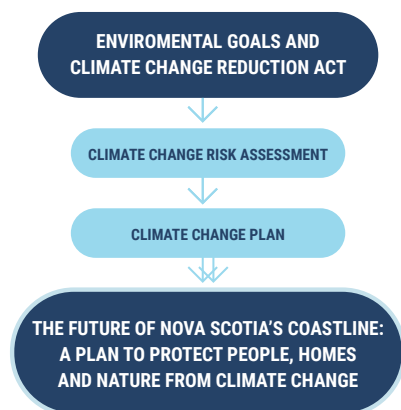 ENVIROMENTAL GOALS AND
CLIMATE CHANGE REDUCTION ACT
CLIMATE CHANGE RISK ASSESSMENT
CLIMATE CHANGE PLAN
THE FUTURE OF NOVA SCOTIA’S COASTLINE:
A PLAN TO PROTECT PEOPLE, HOMES
AND NATURE FROM CLIMATE CHANGE